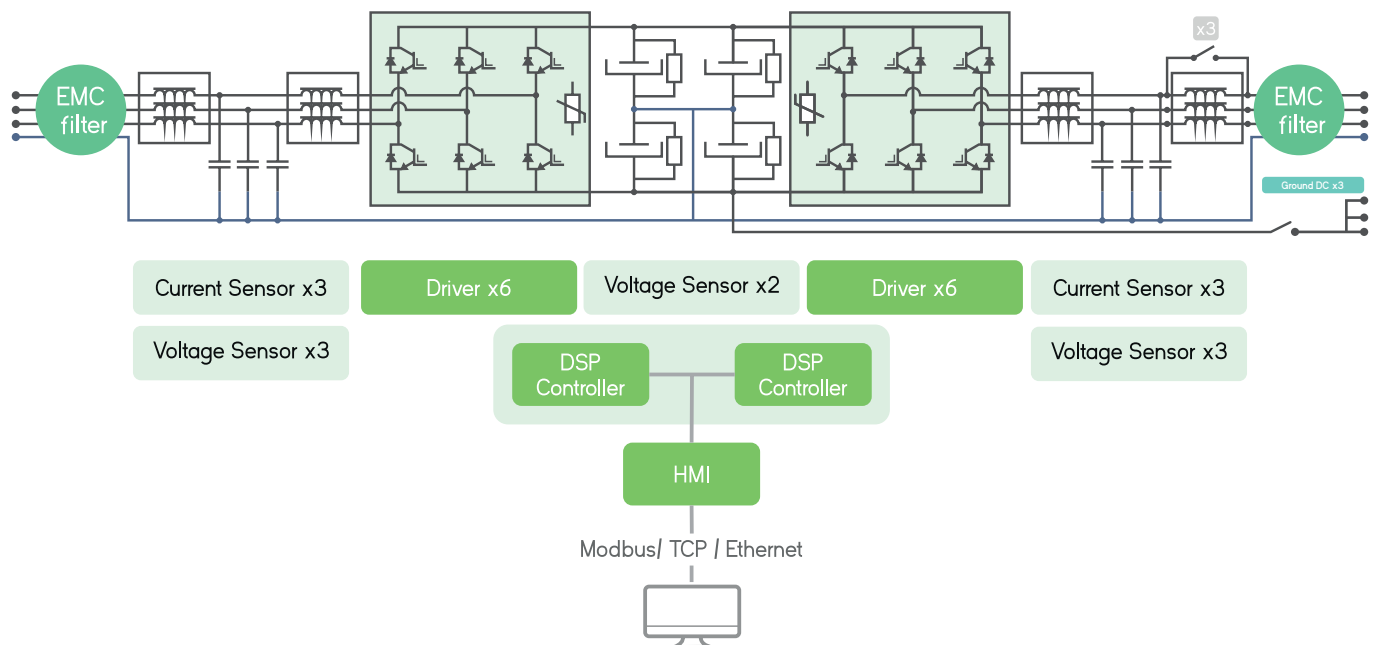 x3
EMC
filter
EMC
filter
Ground DC x3
Current Sensor x3
Driver x6
Voltage Sensor x2
Driver x6
Current Sensor x3
Voltage Sensor x3
Voltage Sensor x3
DSP
Controller
DSP
Controller
HMI
Modbus/ TCP / Ethernet